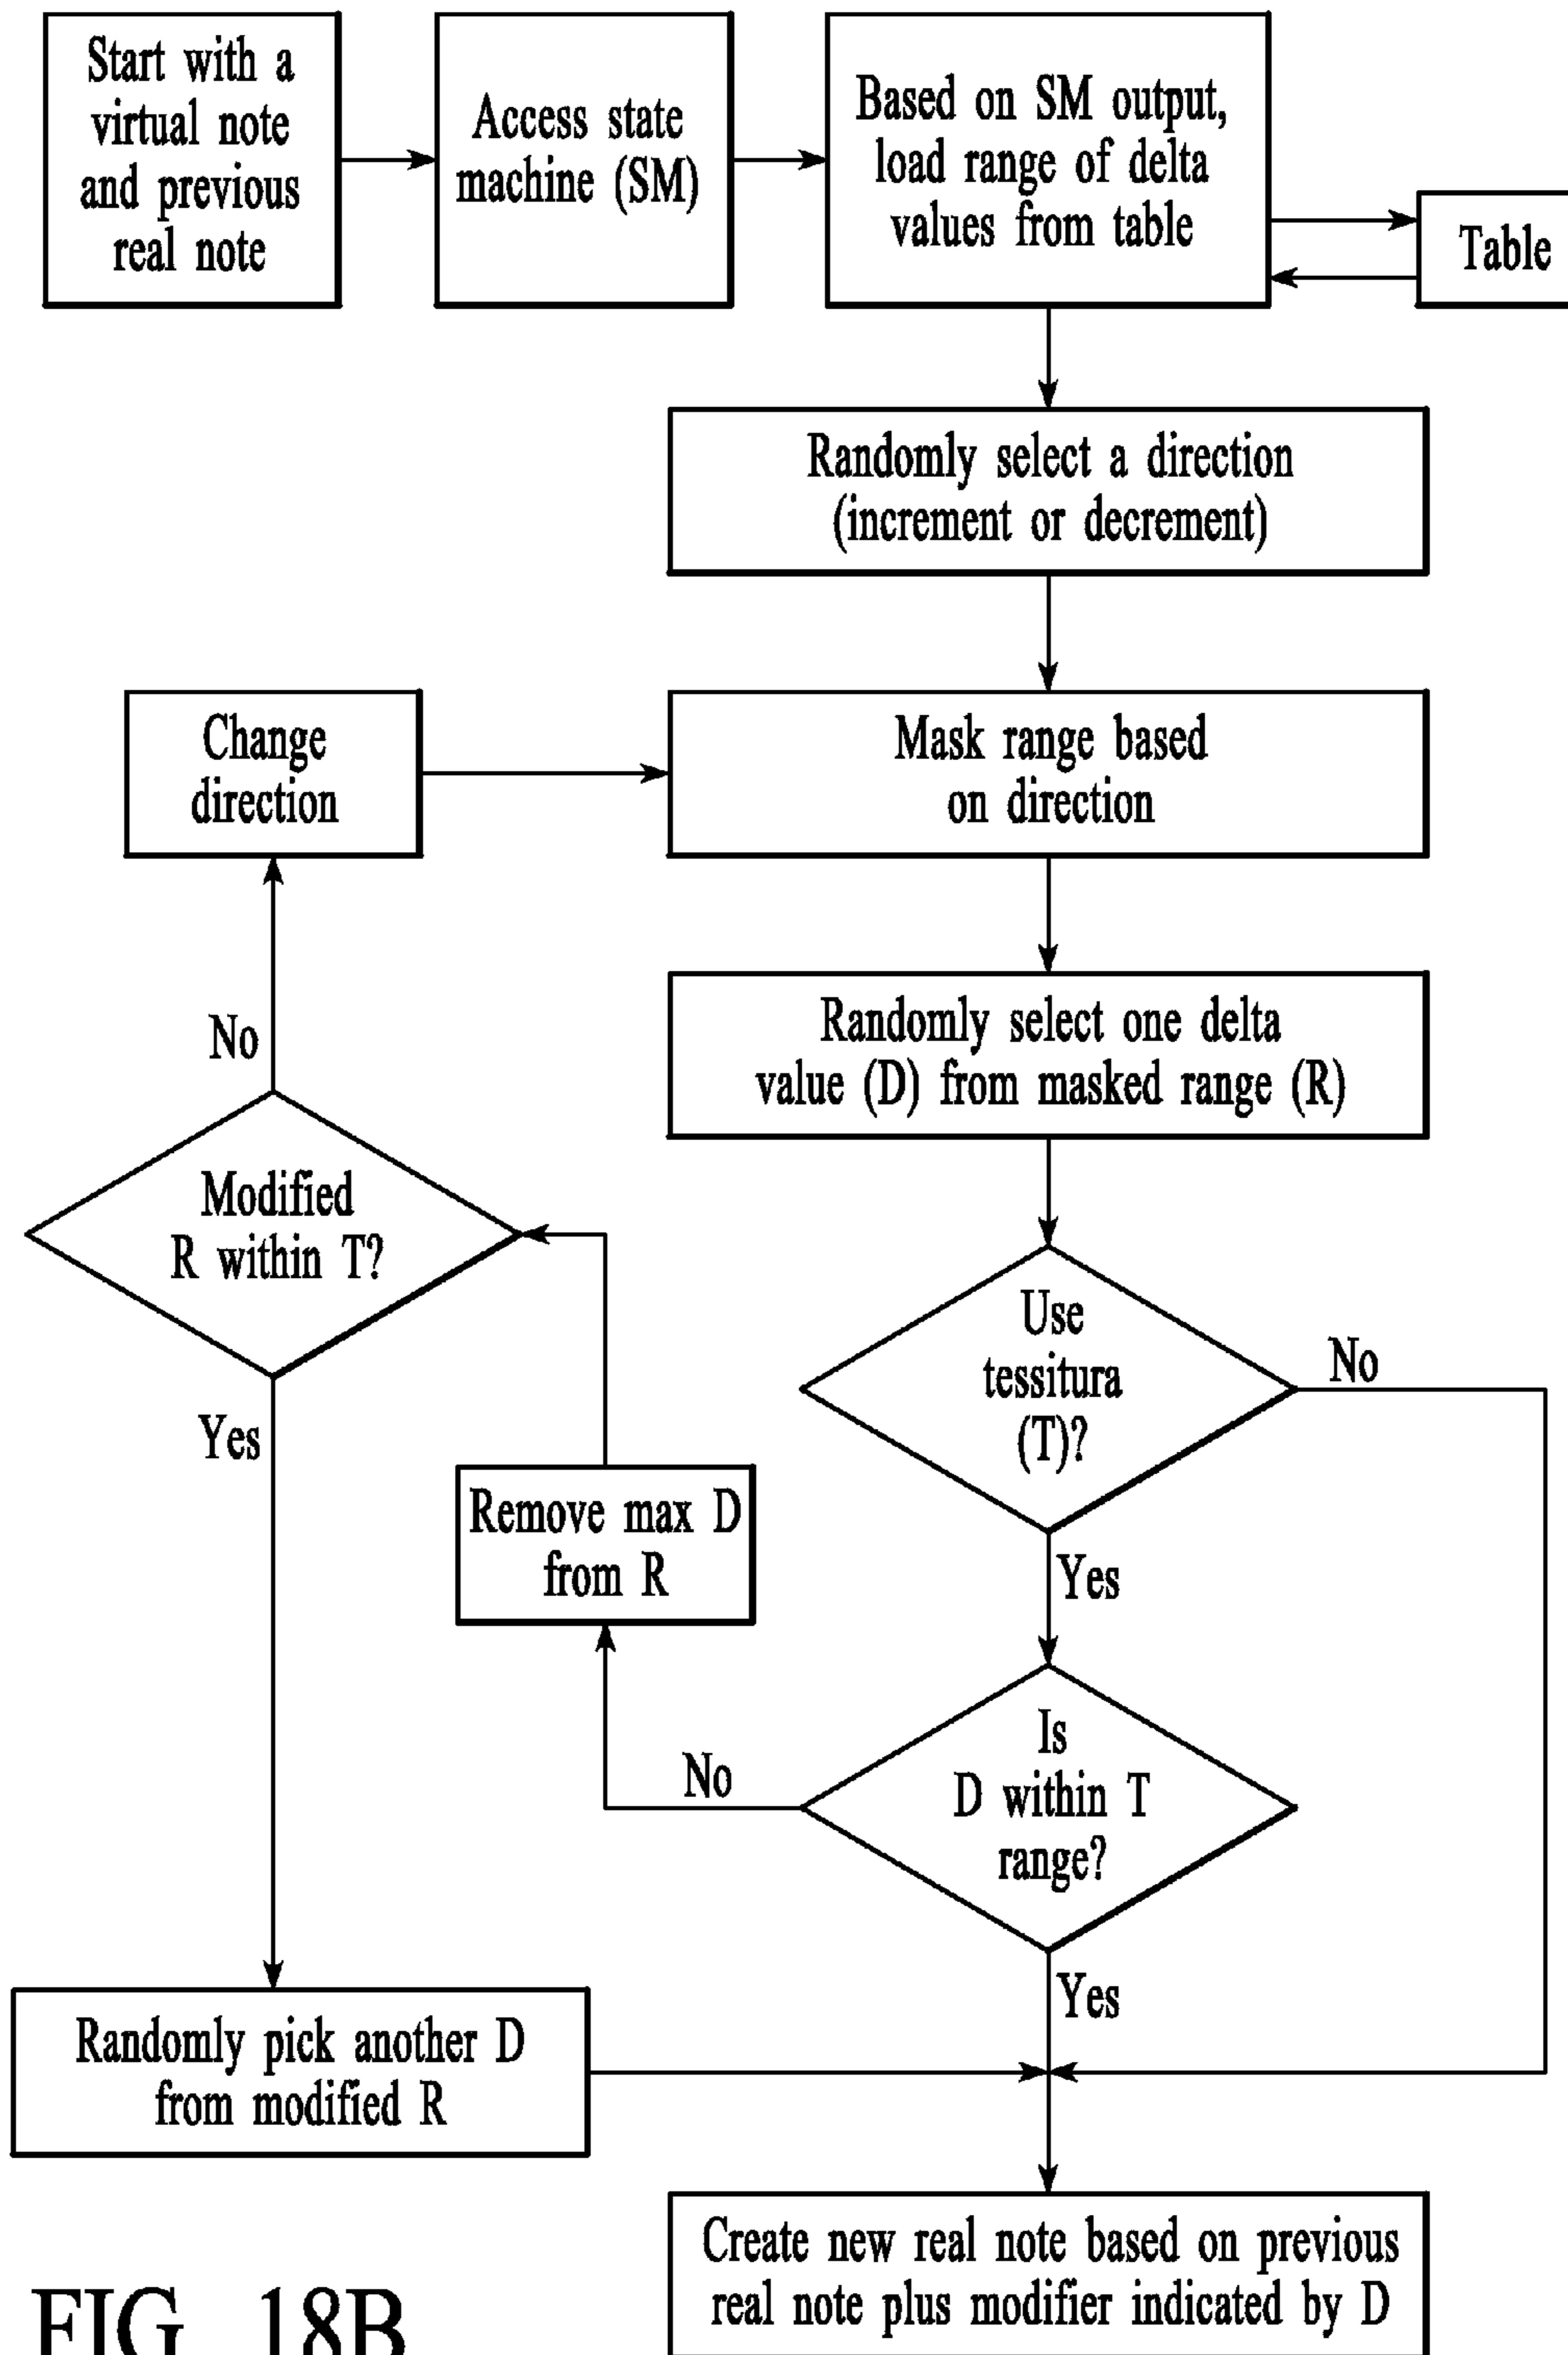 Start with a
virtual note
and previous
real note
Access state
machine (SM)
Based on SM output,
load range of delta
values from table
Table
Randomly select a direction
(increment or decrement)
Change
direction
Mask range based
on direction
Randomly select one delta
value (D) from masked range (R)
No
Modified
R within T?
Yes
Use
tessitura
(T)?
No
Yes
Remove max D
from R
Is
D within T
range?
No
Yes
Randomly pick another D
from modified R
Create new real note based on previous
real note plus modifier indicated by D
FIG. 18B